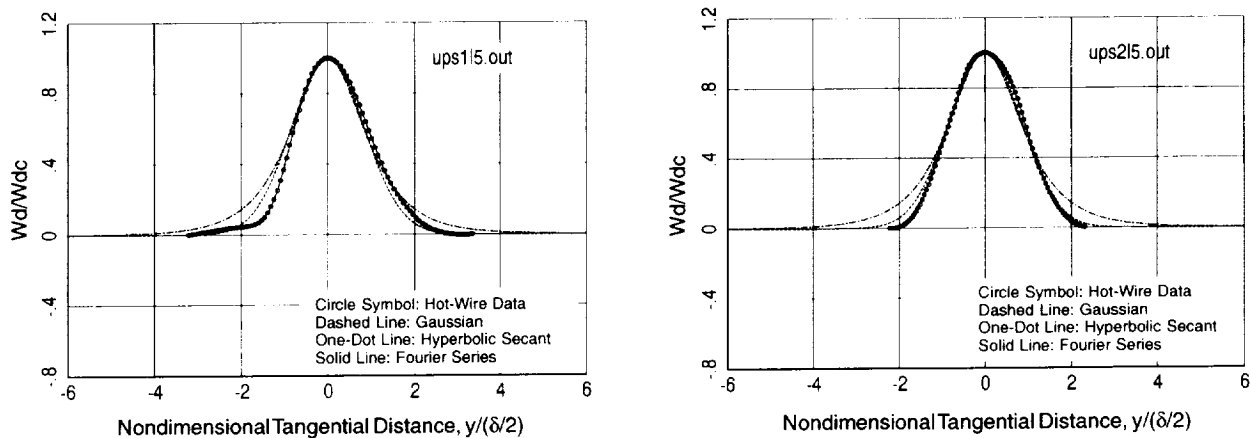 ups1l5.out
Wd/Wdc
1.2
.8
.4
0
-.4
-.8
Circle Symbol: Hot-Wire Data
Dashed Line: Gaussian
One-Dot Line: Hyperbolic Secant
Solid Line: Fourier Series
-6 -4 -2 0 2 4 6
Nondimensional Tangential Distance, y/(δ/2)
ups2l5.out
Wd/Wdc
1.2
.8
.4
0
-.4
-.8
Circle Symbol: Hot-Wire Data
Dashed Line: Gaussian
One-Dot Line: Hyperbolic Secant
Solid Line: Fourier Series
-6 -4 -2 0 2 4 6
Nondimensional Tangential Distance, y/(δ/2)